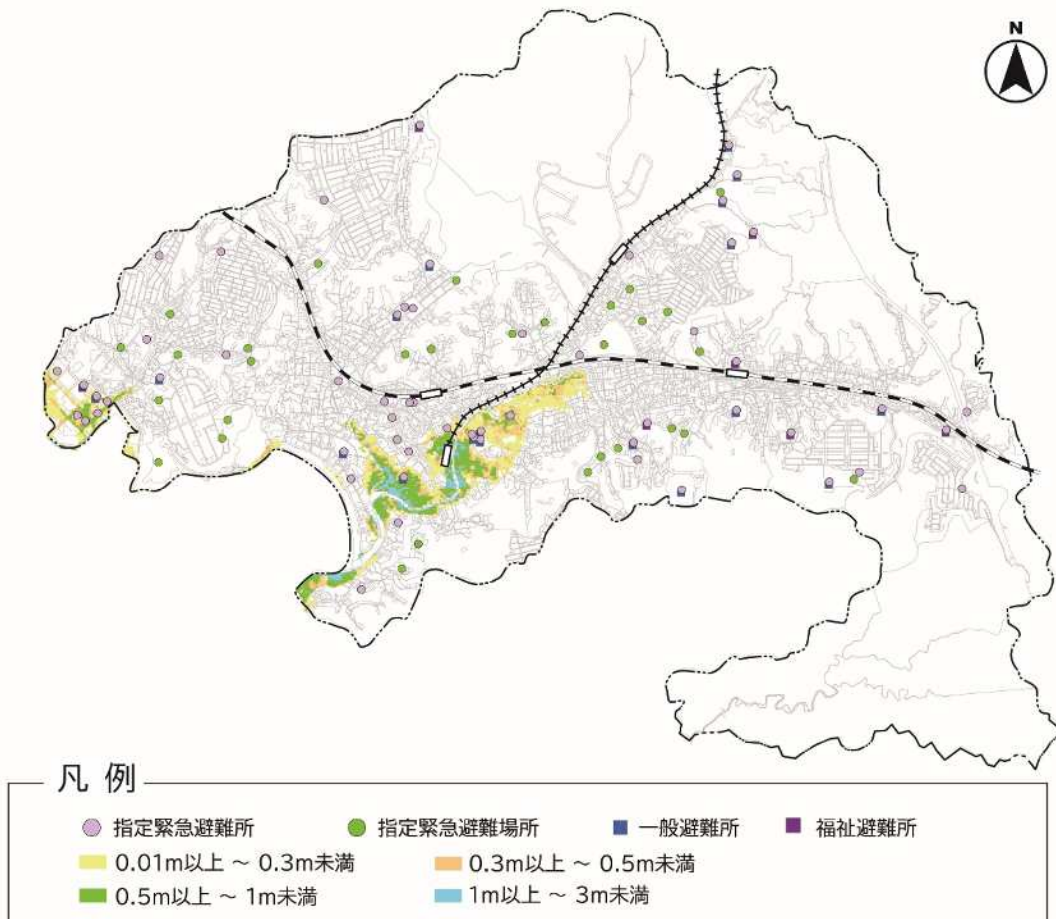 N
凡 例
指定緊急避難所 指定緊急避難場所 一般避難所 福祉避難所
0.01m以上 ~ 0.3m未満 0.3m以上 ~ 0.5m未満
0.5m以上 ~ 1m未満 1m以上 ~ 3m未満